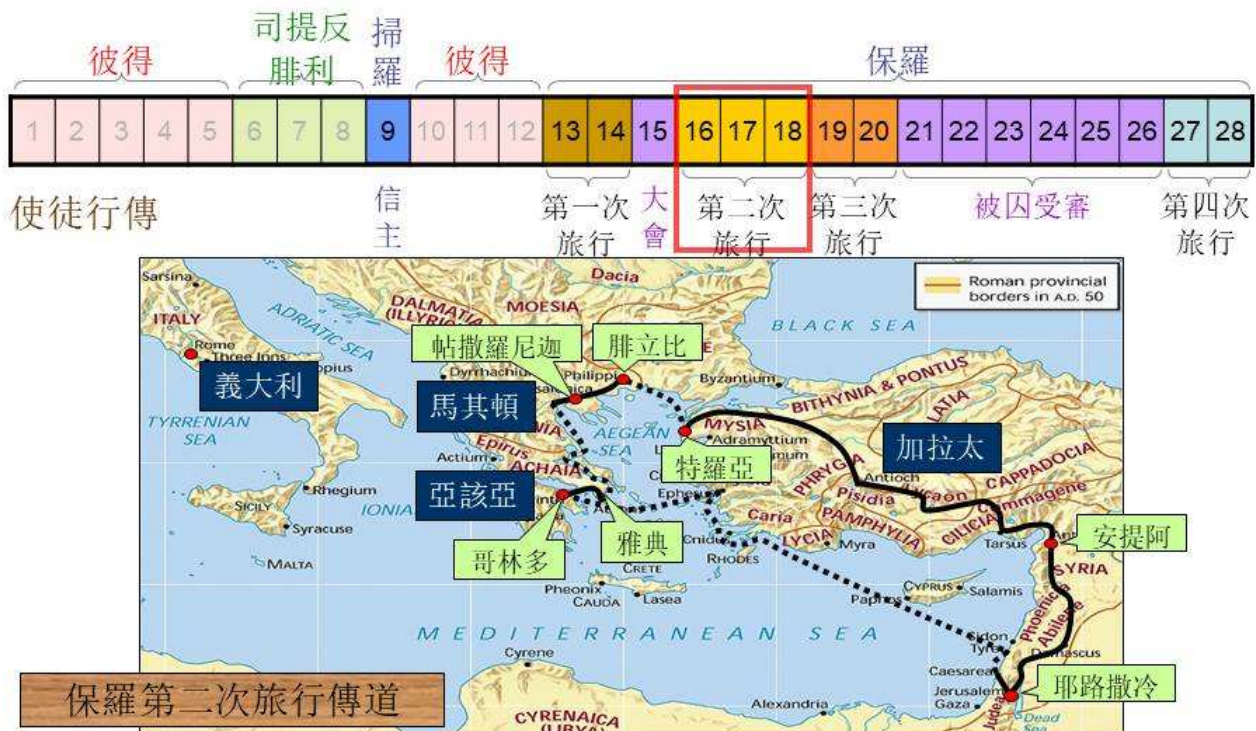 司提反
腓利
掃
羅
彼得
彼得
保羅
1 2 3 4 5 6 7 8 9 10 11 12 13 14 15 16 17 18 19 20 21 22 23 24 25 26 27 28
使徒行傳
信
主
第一次
旅行
大
會
第二次
旅行
第三次
旅行
被囚受審
第四次
旅行
Sarsina
Dacia
Roman provincial
borders in A.D. 50
ITALY
ADRIATIC SEA
DALMATIA
MOESIA
BLACK SEA
Rome
Three Inns
義大利
帖撒羅尼迦
腓立比
Philippi
Byzantium
BITHYNIA & PONTUS
馬其頓
TYRRENIAN
SEA
Epirus
AEGEAN
SEA
MYSIA
Adramyttium
加拉太
Actium
ACHAIA
特羅亞
PHRYGIA
Antioch
CAPPADOCIA
Rhegium
亞該亞
Pisidia
Commagene
SICILY
Syracuse
Caria
PAMPHYLIA
CILICIA
LYCIA
Myra
Tarsus
安提阿
MALTA
哥林多
雅典
RHODES
SYRIA
CRETE
Pheonix
CAUDA
Lasea
CYPRUS
Salamis
Phoenicia
Abilene
MEDITERRANEAN SEA
Sidon
Tyre
Damascus
Cyrene
Caesarea
Jerusalem
耶路撒冷
保羅第二次旅行傳道
Alexandria
Gaza
Judea
Dead
Sea
CYRENAICA
(LIBYA)